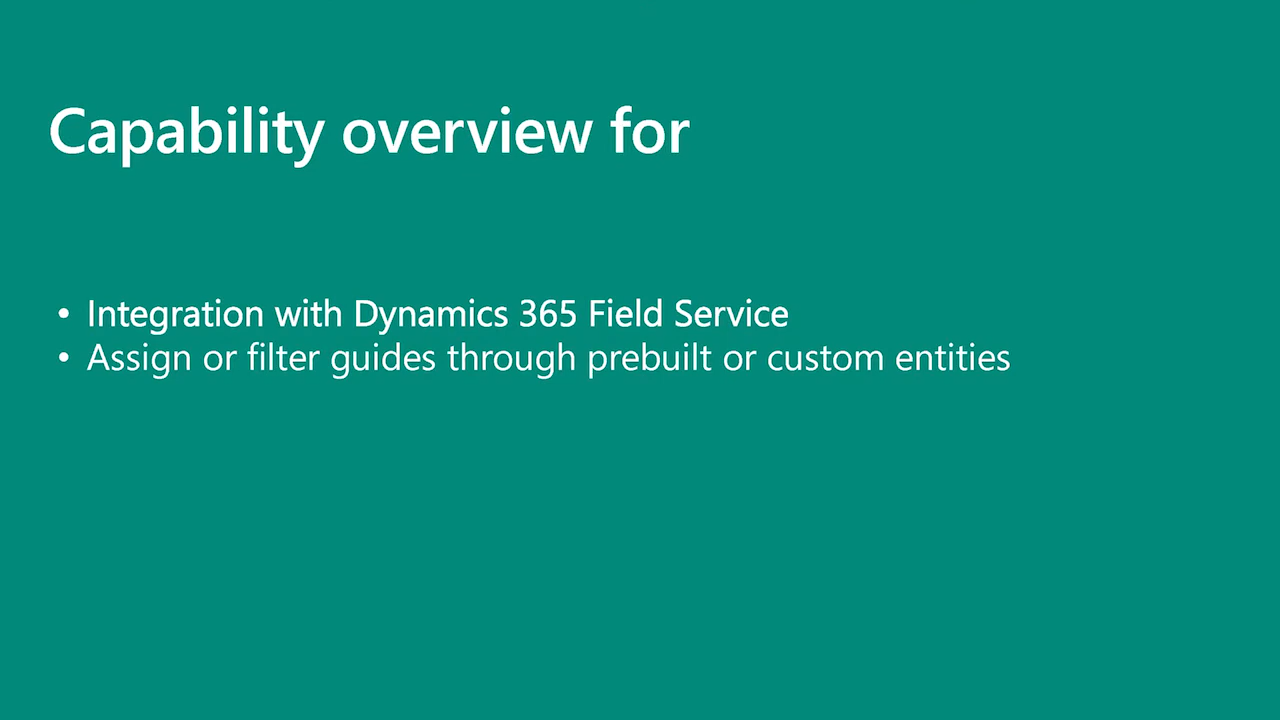 Capability overview for
• Integration with Dynamics 365 Field Service
• Assign or filter guides through prebuilt or custom entities